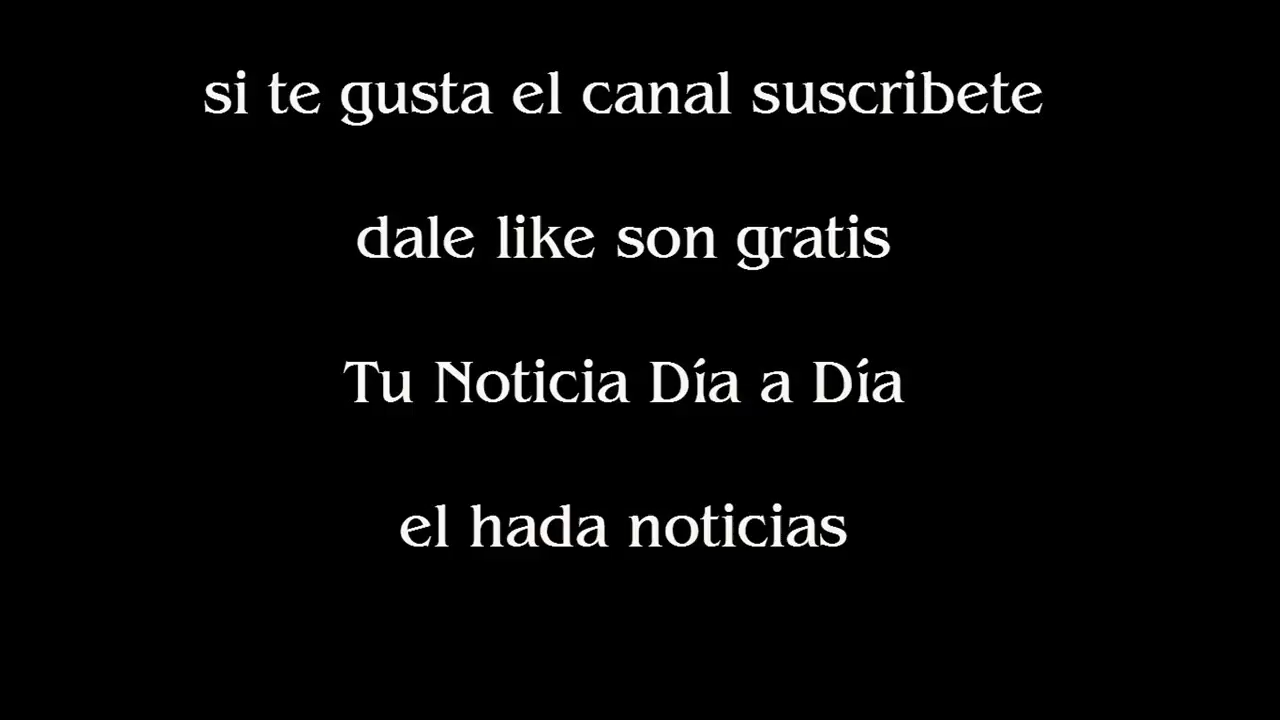 si te gusta el canal suscribete
dale like son gratis
Tu Noticia Día a Día
el hada noticias